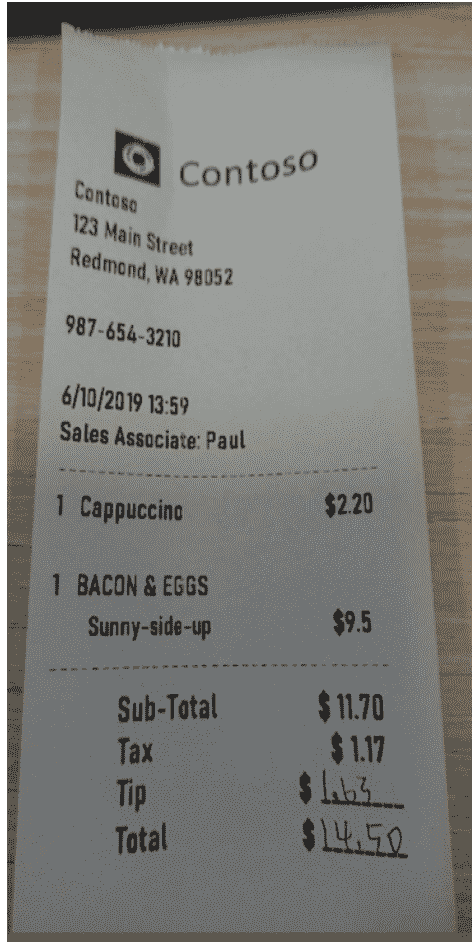 Contoso
Contoso
123 Main Street
Redmond, WA 98052
987-654-3210
6/10/2019 13:59
Sales Associate: Paul
1 Cappuccino $2.20
1 BACON & EGGS
Sunny-side-up $9.5
Sub-Total $ 11.70
Tax $ 1.17
Tip $ 1.63
Total $ 14.50